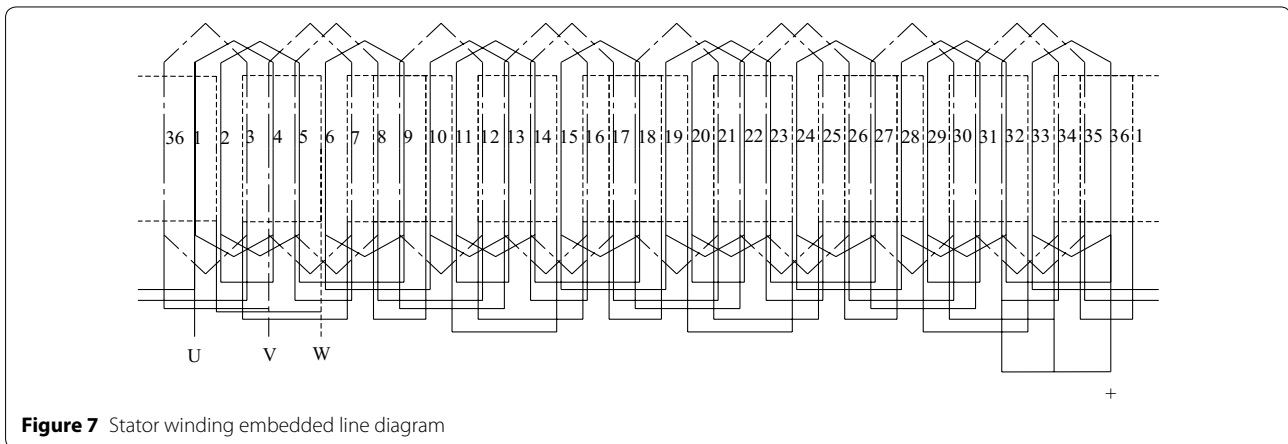 36 1 2 3 4 5 6 7 8 9 10 11 12 13 14 15 16 17 18 19 20 21 22 23 24 25 26 27 28 29 30 31 32 33 34 35 36 1
U V W
+
Figure 7 Stator winding embedded line diagram